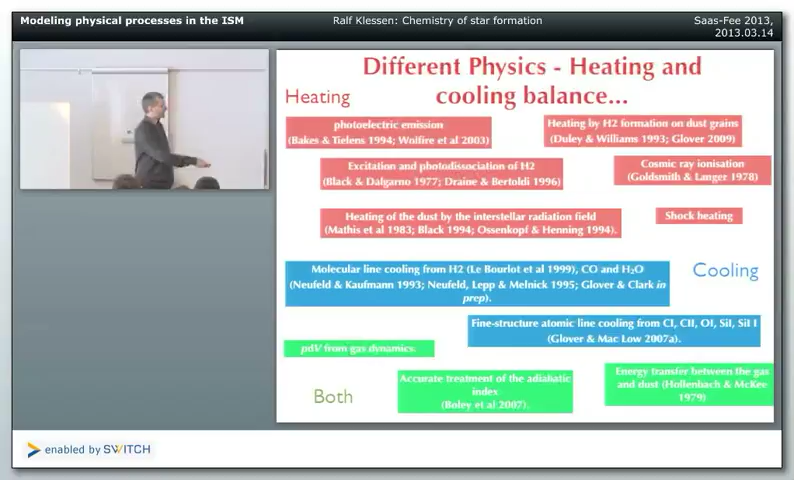 Modeling physical processes in the ISM
Ralf Klessen: Chemistry of star formation
Saas-Fee 2013,
2013.03.14
Different Physics - Heating and
cooling balance...
Heating
photoelectric emission
(Bakes & Tielens 1994; Wolfire et al 2003)
Heating by H2 formation on dust grains
(Duley & Williams 1993; Glover 2009)
Excitation and photodissociation of H2
(Black & Dalgarno 1977; Draine & Bertoldi 1996)
Cosmic ray ionisation
(Goldsmith & Langer 1978)
Heating of the dust by the interstellar radiation field
(Mathis et al 1983; Black 1994; Ossenkopf & Henning 1994).
Shock heating
Molecular line cooling from H2 (Le Bourlot et al 1999), CO and H₂O
(Neufeld & Kaufmann 1993; Neufeld, Lepp & Melnick 1995; Glover & Clark in
prep).
Cooling
Fine-structure atomic line cooling from CI, CII, OI, SiI, SiI I
(Glover & Mac Low 2007a).
pdV from gas dynamics.
Both
Accurate treatment of the adiabatic
index
(Boley et al 2007).
Energy transfer between the gas
and dust (Hollenbach & McKee
1979)
enabled by SWITCH